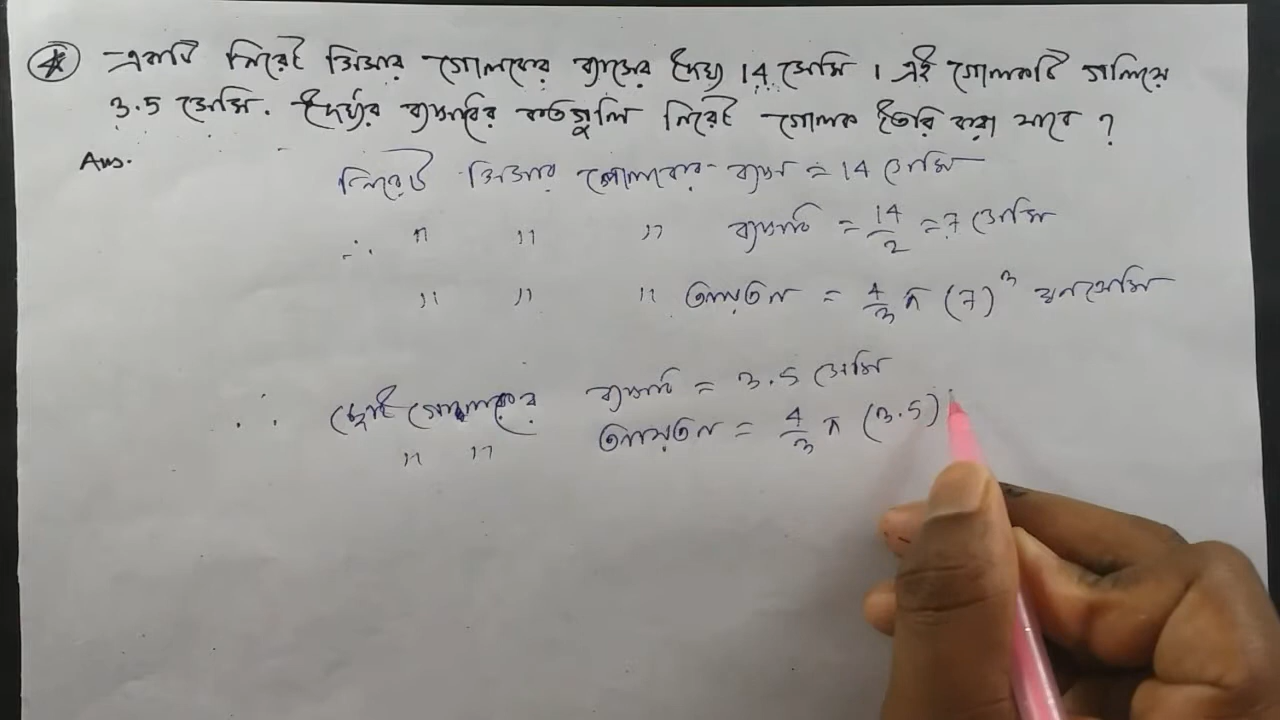 একটি নিরেট সিসার গোলকের ব্যাসের দৈর্ঘ্য 14 সেমি । এই গোলকটি গলিয়ে
3.5 সেমি. দৈর্ঘ্যের ব্যাসার্ধের কতগুলি নিরেট গোলক তৈরি করা যাবে ?
Ans.
নিরেট সিসার গোলকের ব্যাস = 14 সেমি
∴ " " " ব্যাসার্ধ = 14/2 = 7 সেমি
" " " আয়তন = 4/3 π (7)^3 ঘনসেমি
∴ ছোট গোলকের ব্যাসার্ধ = 3.5 সেমি
" " আয়তন = 4/3 π (3.5)